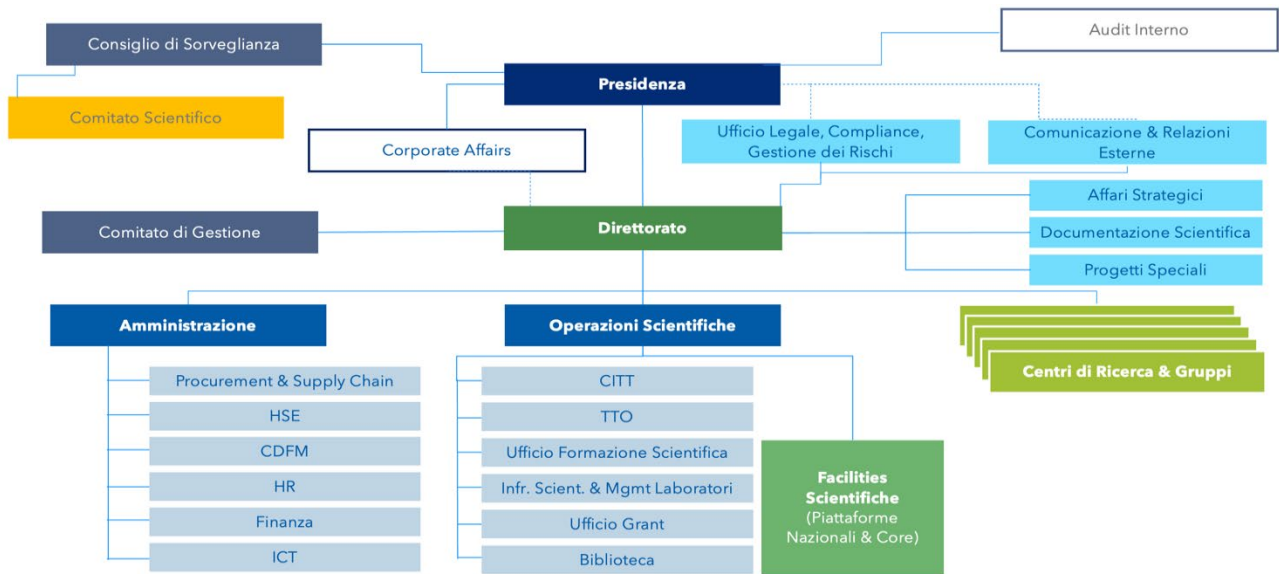 Consiglio di Sorveglianza
Audit Interno
Presidenza
Comitato Scientifico
Corporate Affairs
Ufficio Legale, Compliance,
Gestione dei Rischi
Comunicazione & Relazioni
Esterne
Affari Strategici
Comitato di Gestione
Direttorato
Documentazione Scientifica
Progetti Speciali
Amministrazione
Operazioni Scientifiche
Centri di Ricerca & Gruppi
Procurement & Supply Chain
HSE
CDFM
HR
Finanza
ICT
CITT
TTO
Ufficio Formazione Scientifica
Infr. Scient. & Mgmt Laboratori
Ufficio Grant
Biblioteca
Facilities
Scientifiche
(Piattaforme
Nazionali & Core)